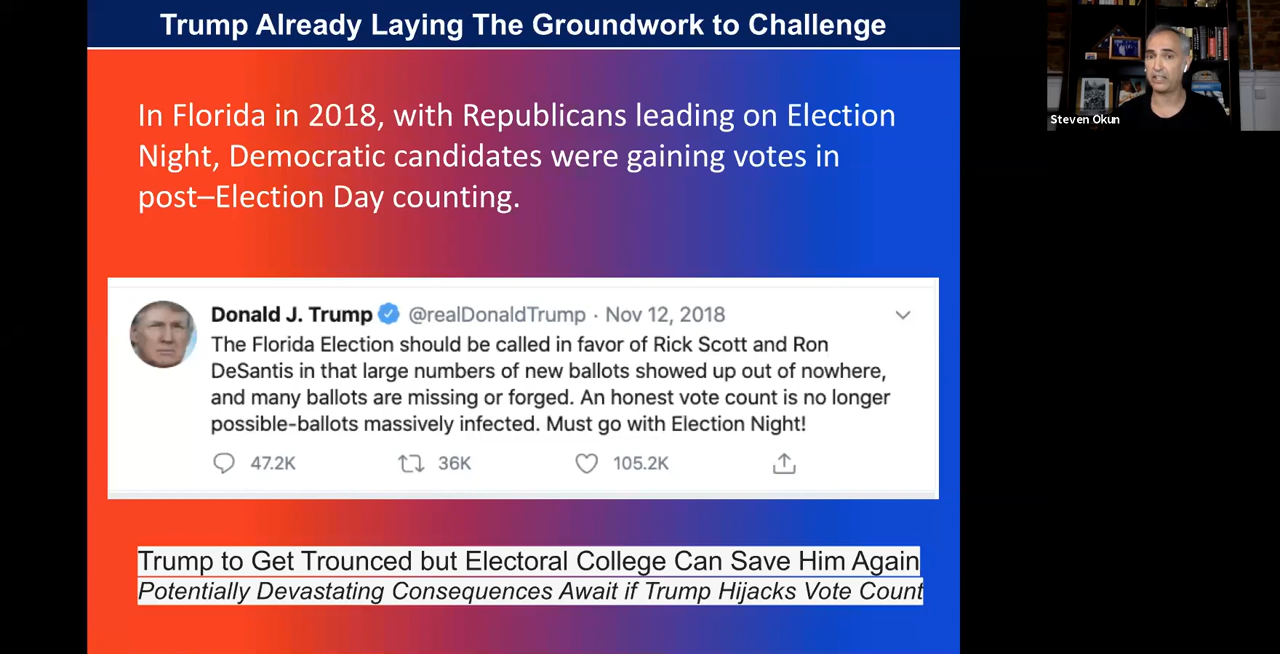 Trump Already Laying The Groundwork to Challenge
Steven Okun
In Florida in 2018, with Republicans leading on Election
Night, Democratic candidates were gaining votes in
post–Election Day counting.
Donald J. Trump @realDonaldTrump · Nov 12, 2018
The Florida Election should be called in favor of Rick Scott and Ron
DeSantis in that large numbers of new ballots showed up out of nowhere,
and many ballots are missing or forged. An honest vote count is no longer
possible-ballots massively infected. Must go with Election Night!
47.2K 36K 105.2K
Trump to Get Trounced but Electoral College Can Save Him Again
Potentially Devastating Consequences Await if Trump Hijacks Vote Count